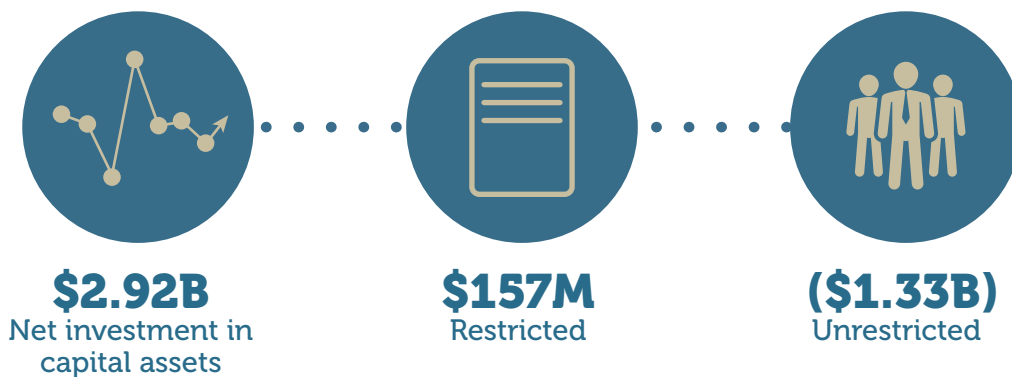 $2.92B
Net investment in
capital assets
$157M
Restricted
($1.33B)
Unrestricted